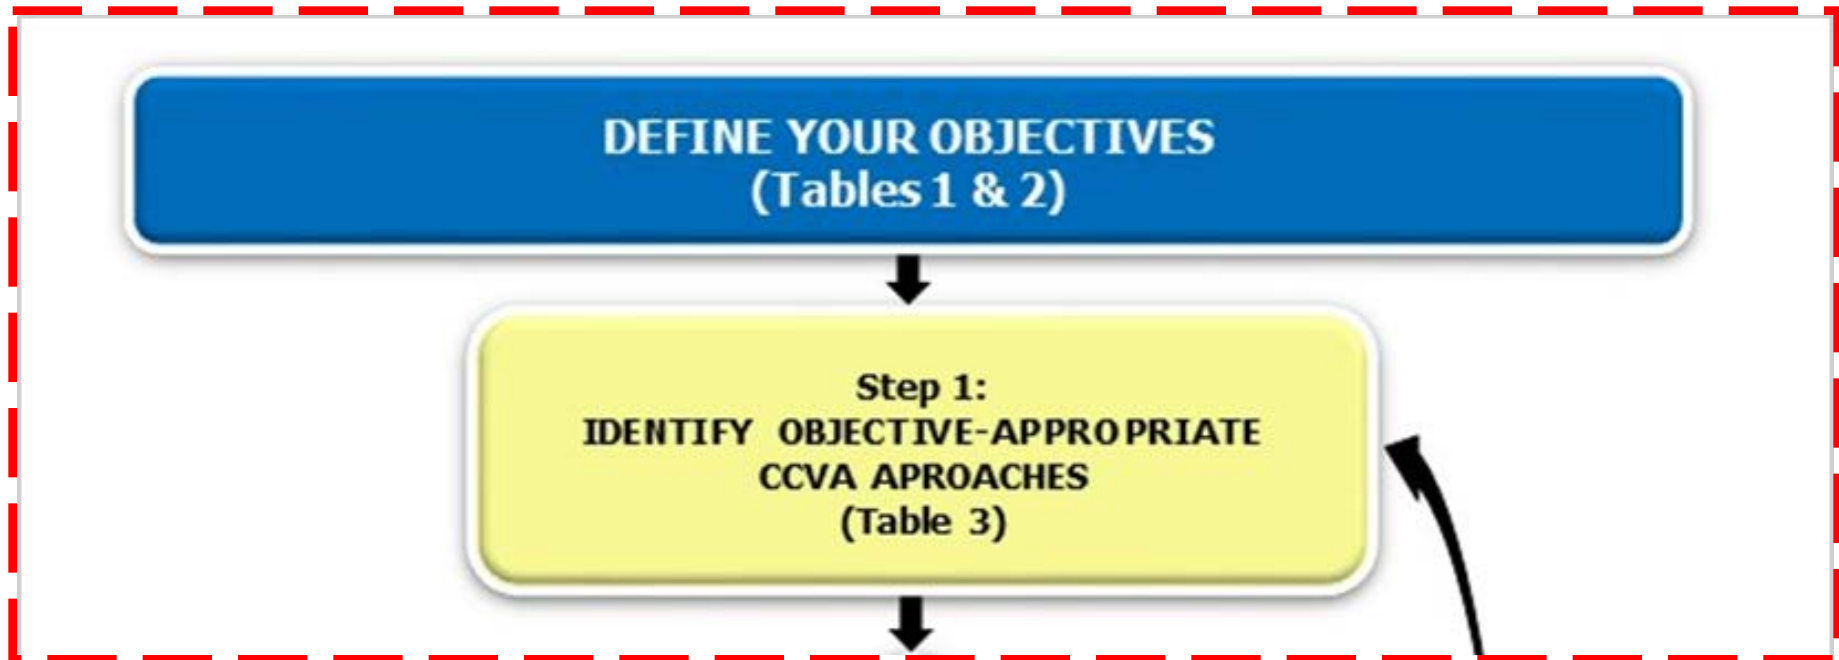 DEFINE YOUR OBJECTIVES
(Tables 1 & 2)
Step 1:
IDENTIFY OBJECTIVE-APPROPRIATE
CCVA APROACHES
(Table 3)